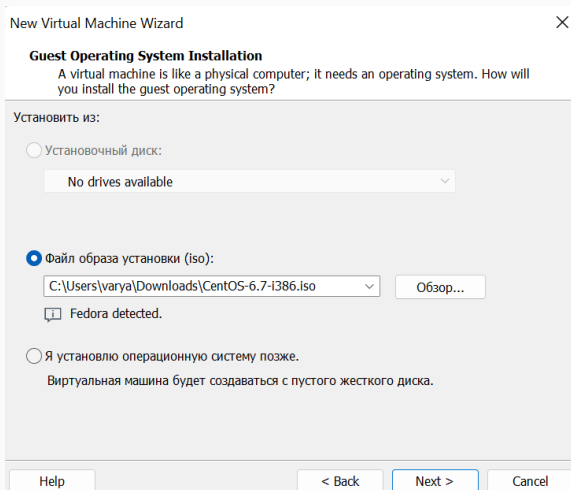 New Virtual Machine Wizard
Guest Operating System Installation
A virtual machine is like a physical computer; it needs an operating system. How will
you install the guest operating system?
Установить из:
Установочный диск:
No drives available
Файл образа установки (iso):
C:\Users\varya\Downloads\CentOS-6.7-i386.iso
Обзор...
Fedora detected.
Я установлю операционную систему позже.
Виртуальная машина будет создаваться с пустого жесткого диска.
Help
< Back
Next >
Cancel